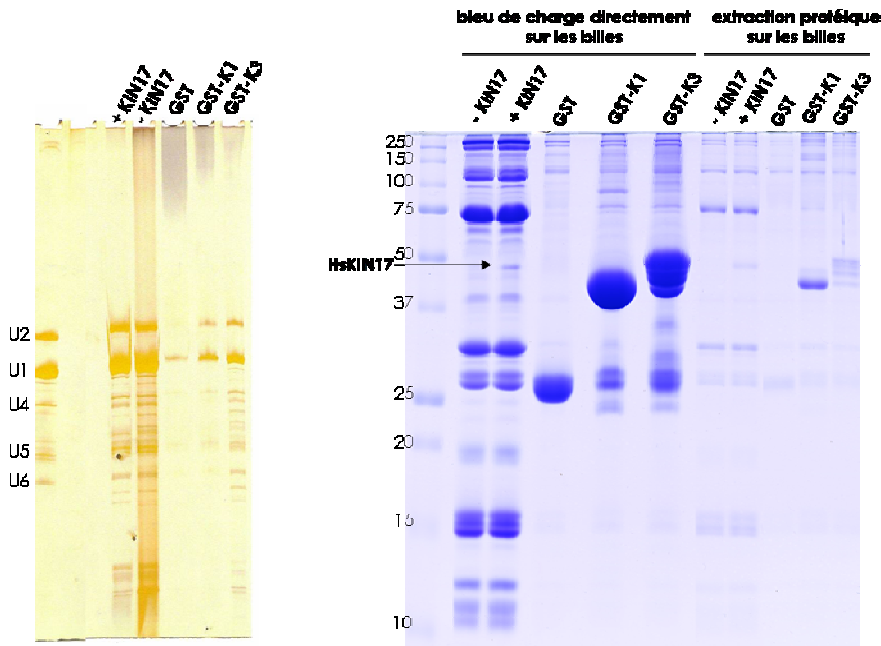 + KIN17
- KIN17
GST
GST-K1
GST-K3
U2
U1
U4
U5
U6
bleu de charge directement
sur les billes
extraction protéique
sur les billes
- KIN17
+ KIN17
GST
GST-K1
GST-K3
- KIN17
+ KIN17
GST
GST-K1
GST-K3
250
150
100
75
50
HsKIN17
37
25
20
15
10